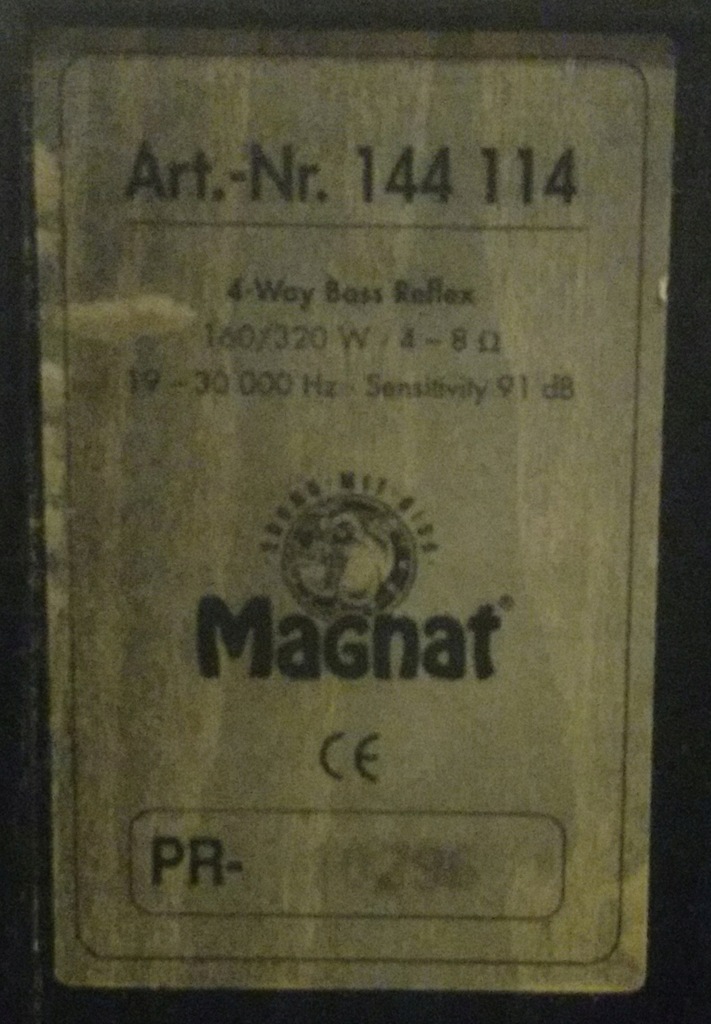 Art.-Nr. 144 114
4-Way Bass Reflex
160/320 W · 4 – 8 Ω
19 – 30 000 Hz · Sensitivity 91 dB
Magnat®
CE
PR-